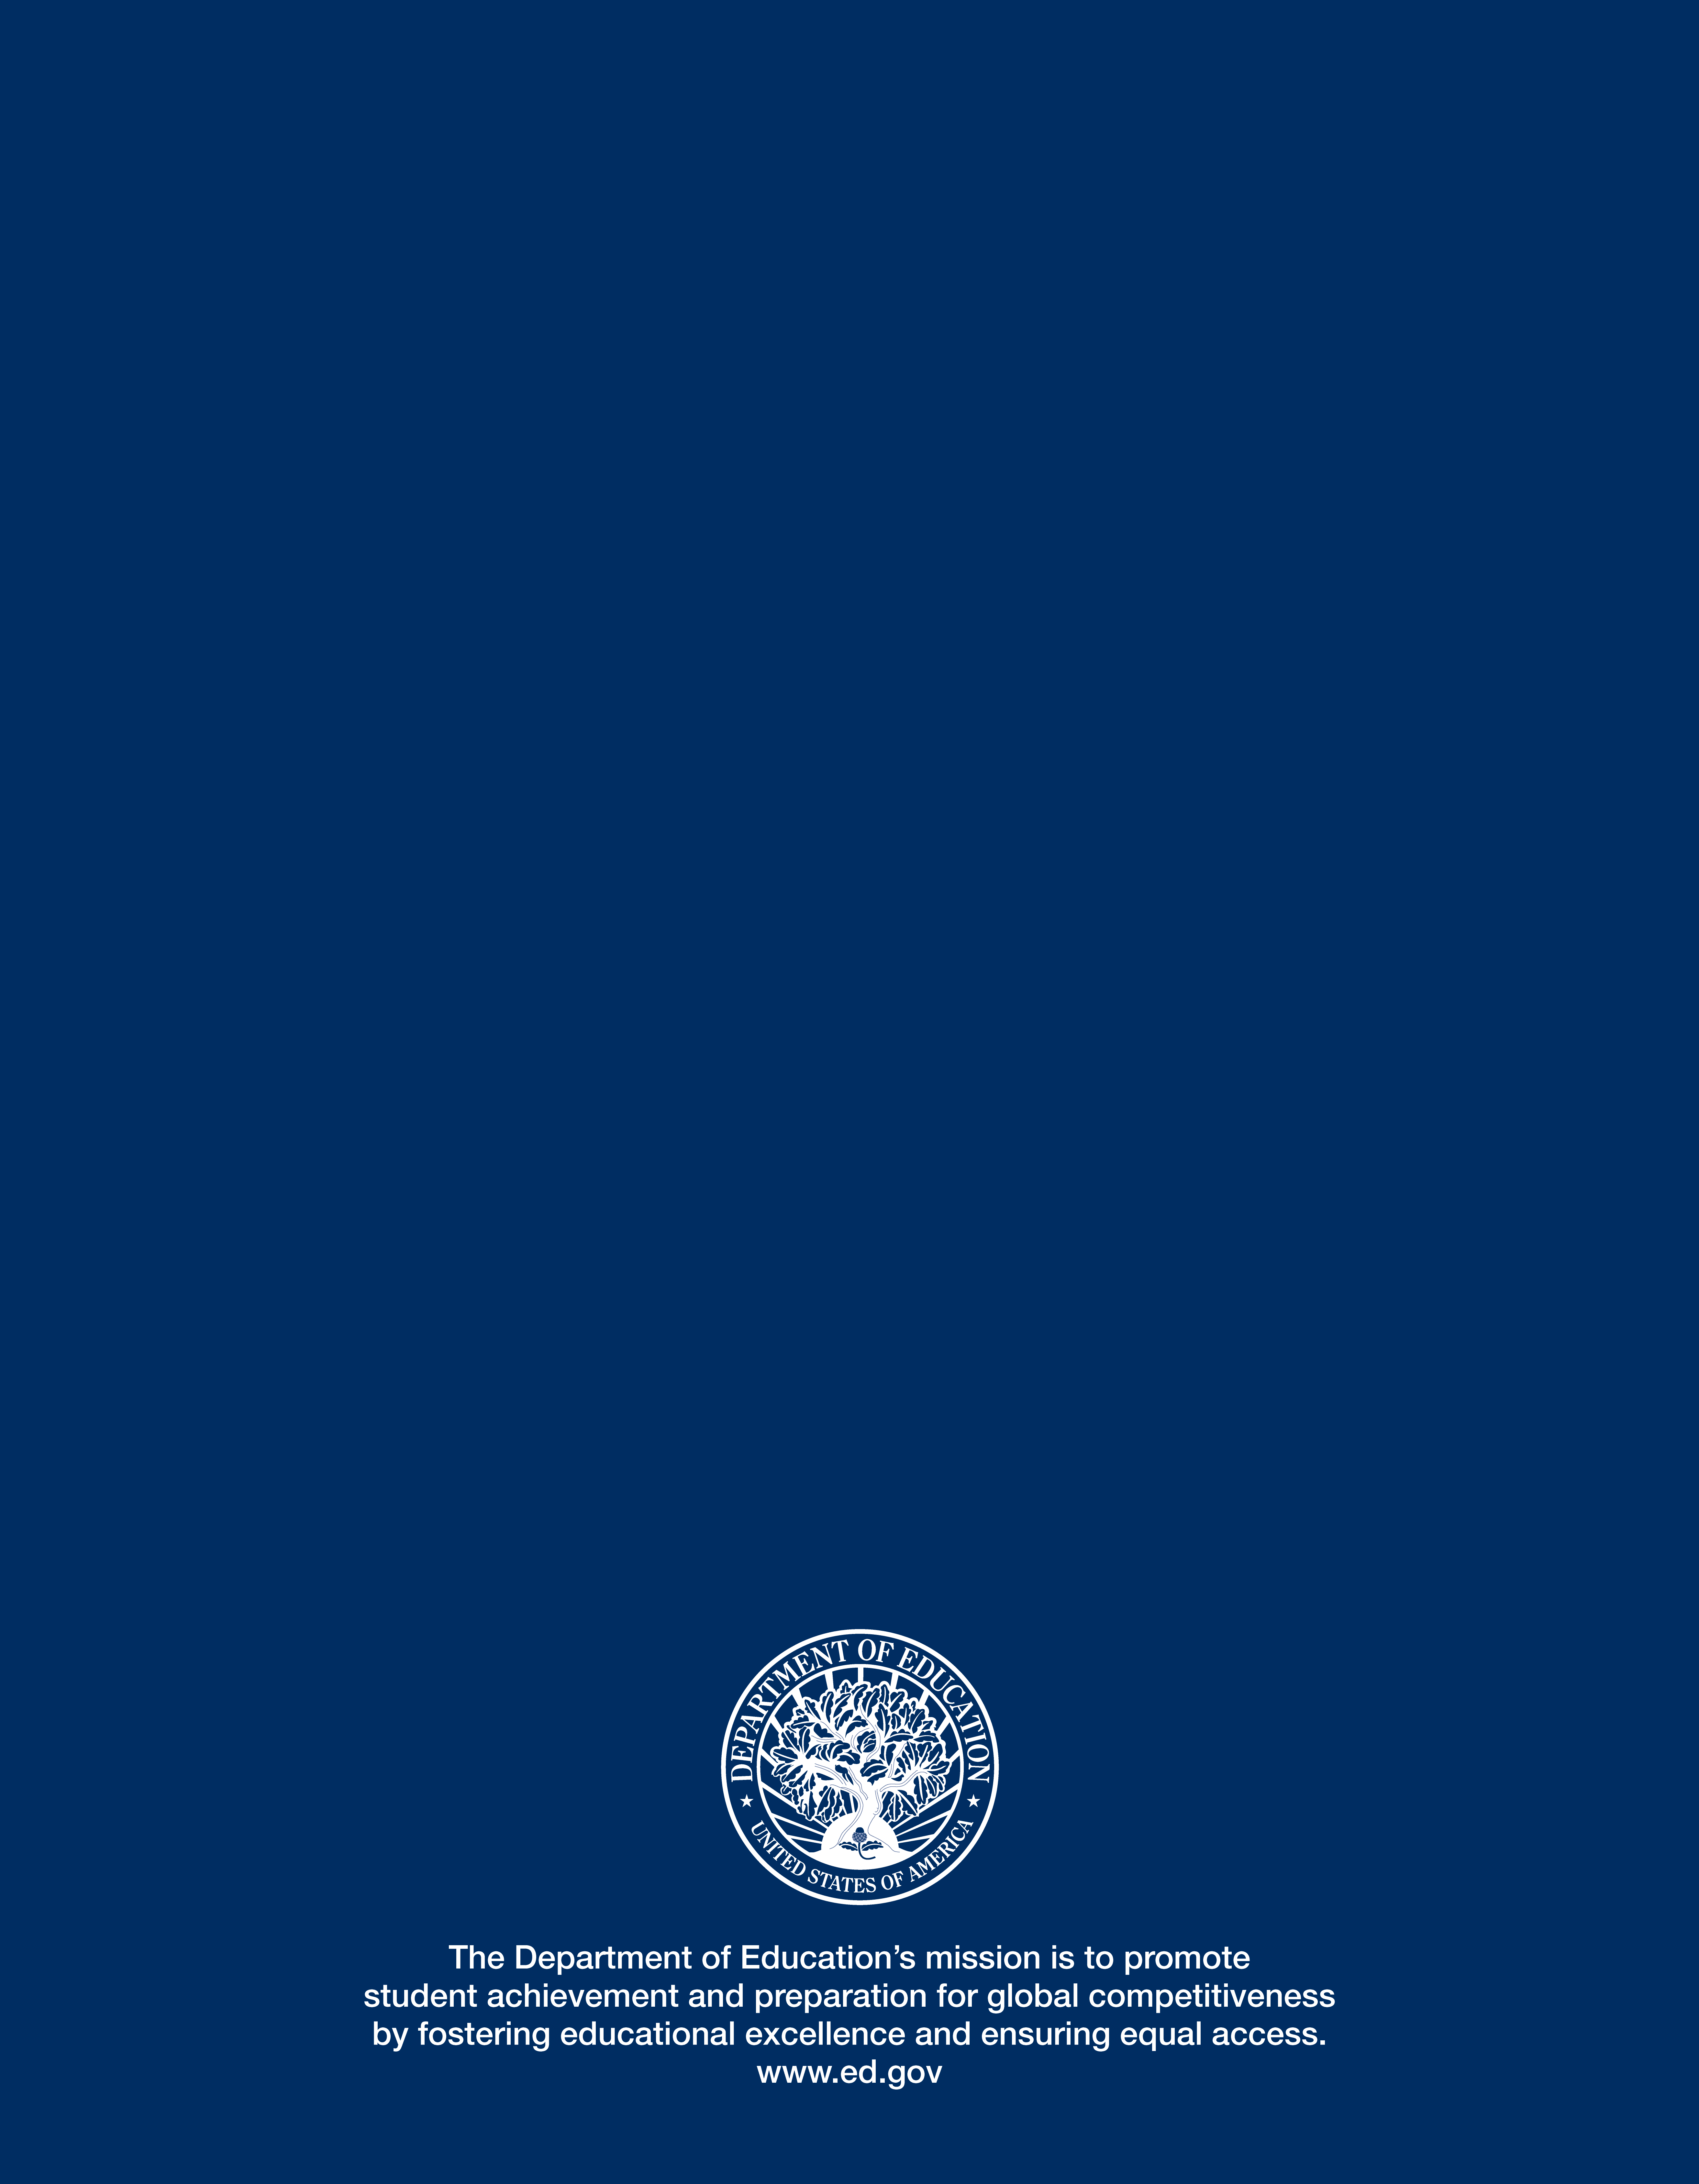 DEPARTMENT OF EDUCATION
UNITED STATES OF AMERICA
The Department of Education’s mission is to promote
student achievement and preparation for global competitiveness
by fostering educational excellence and ensuring equal access.
www.ed.gov